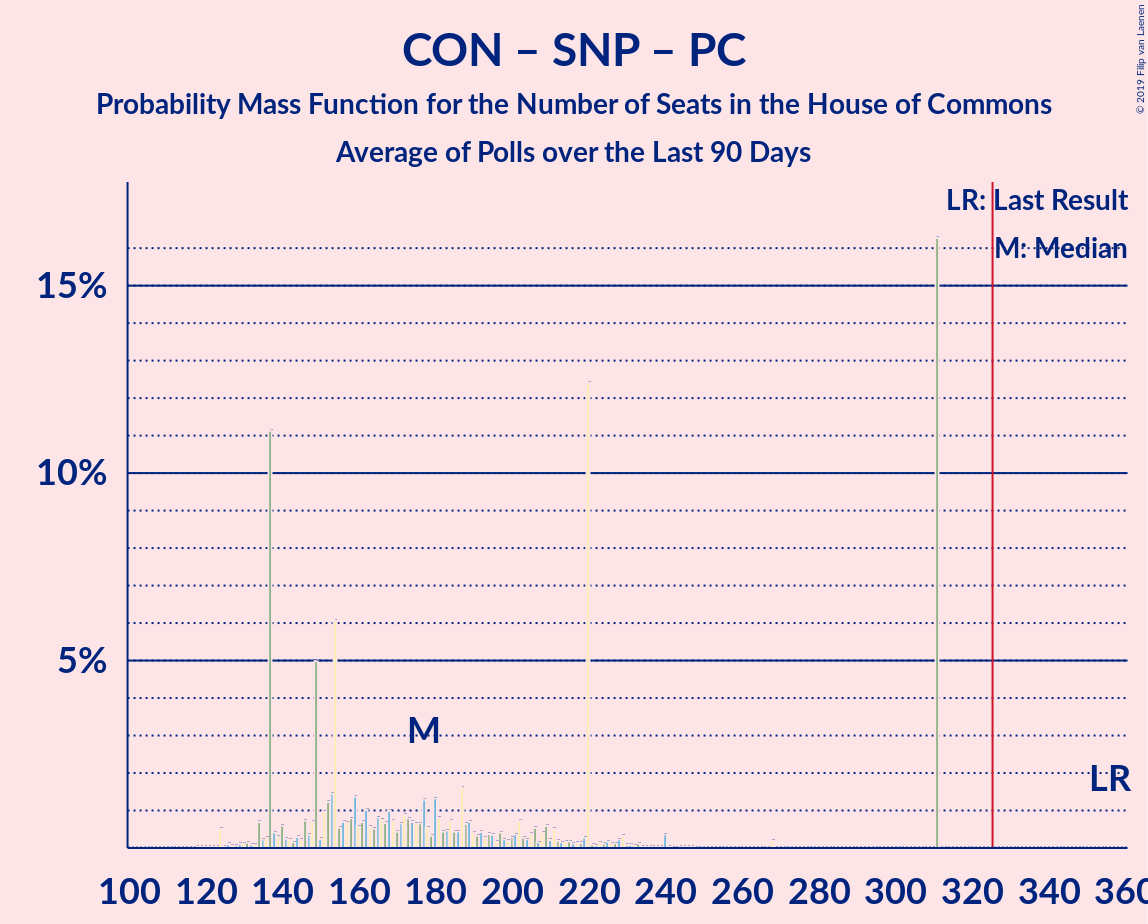 CON – SNP – PC
Probability Mass Function for the Number of Seats in the House of Commons
Average of Polls over the Last 90 Days
© 2019 Filip van Laenen
LR: Last Result
M: Median
15%
10%
5%
M
LR
100 120 140 160 180 200 220 240 260 280 300 320 340 360